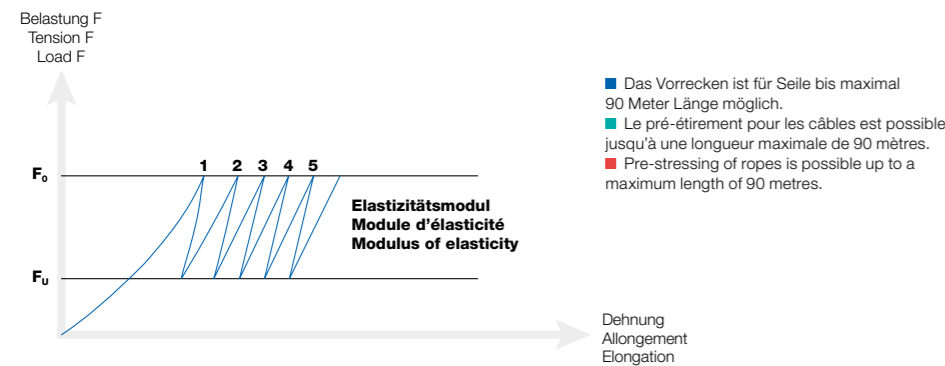 Belastung F
Tension F
Load F
■ Das Vorrecken ist für Seile bis maximal
90 Meter Länge möglich.
■ Le pré-étirement pour les câbles est possible
jusqu'à une longueur maximale de 90 mètres.
■ Pre-stressing of ropes is possible up to a
maximum length of 90 metres.
1 2 3 4 5
Fo
Elastizitätsmodul
Module d'élasticité
Modulus of elasticity
FU
Dehnung
Allongement
Elongation